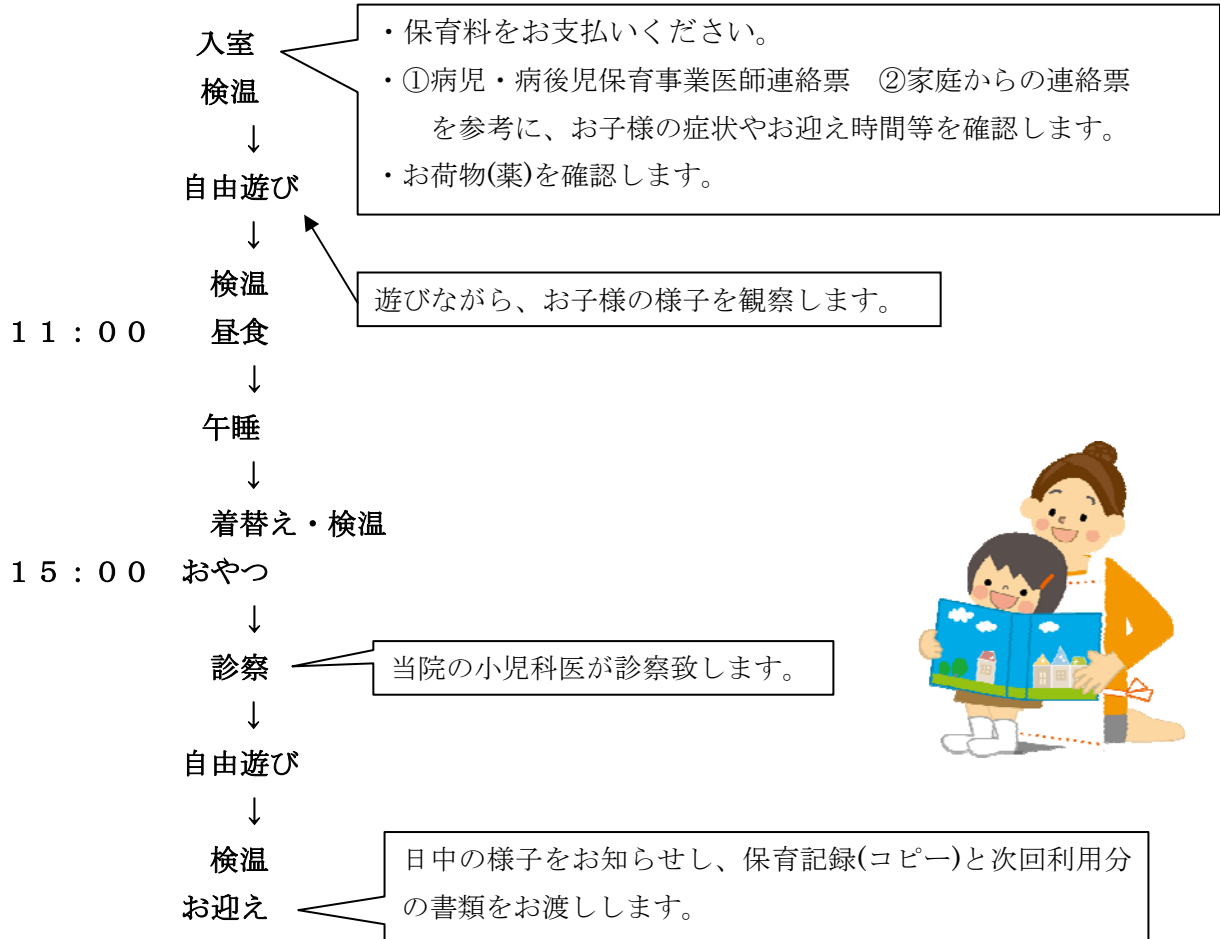 入室
・保育料をお支払いください。
検温
・①病児・病後児保育事業医師連絡票　②家庭からの連絡票
を参考に、お子様の症状やお迎え時間等を確認します。
↓
・お荷物(薬)を確認します。
自由遊び
↓
検温
遊びながら、お子様の様子を観察します。
１１：００　昼食
↓
午睡
↓
着替え・検温
１５：００　おやつ
↓
診察
当院の小児科医が診察致します。
↓
自由遊び
↓
検温
日中の様子をお知らせし、保育記録(コピー)と次回利用分
の書類をお渡しします。
お迎え